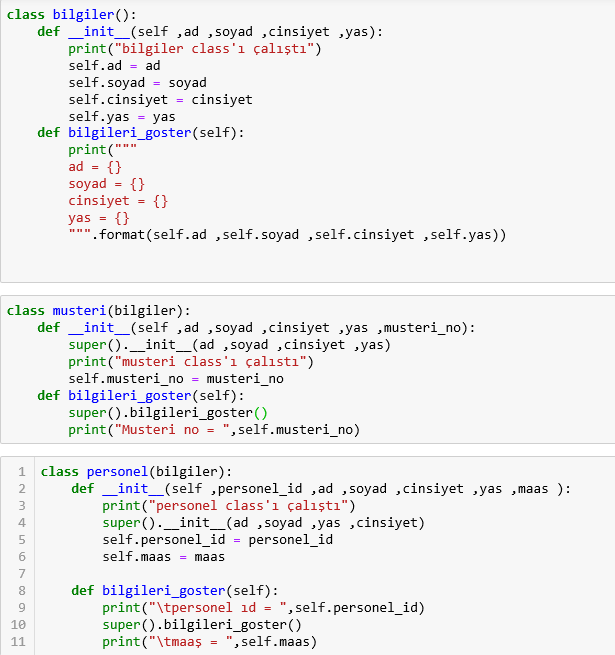 class bilgiler():
    def __init__(self ,ad ,soyad ,cinsiyet ,yas):
        print("bilgiler class'ı çalıştı")
        self.ad = ad
        self.soyad = soyad
        self.cinsiyet = cinsiyet
        self.yas = yas
    def bilgileri_goster(self):
        print("""
        ad = {}
        soyad = {}
        cinsiyet = {}
        yas = {}
        """.format(self.ad ,self.soyad ,self.cinsiyet ,self.yas))
class musteri(bilgiler):
    def __init__(self ,ad ,soyad ,cinsiyet ,yas ,musteri_no):
        super().__init__(ad ,soyad ,cinsiyet ,yas)
        print("musteri class'ı çalıstı")
        self.musteri_no = musteri_no
    def bilgileri_goster(self):
        super().bilgileri_goster()
        print("Musteri no = ",self.musteri_no)
1 class personel(bilgiler):
2     def __init__(self ,personel_id ,ad ,soyad ,cinsiyet ,yas ,maas ):
3         print("personel class'ı çalıştı")
4         super().__init__(ad ,soyad ,yas ,cinsiyet)
5         self.personel_id = personel_id
6         self.maas = maas
7
8     def bilgileri_goster(self):
9         print("\tpersonel ıd = ",self.personel_id)
10         super().bilgileri_goster()
11         print("\tmaaş = ",self.maas)